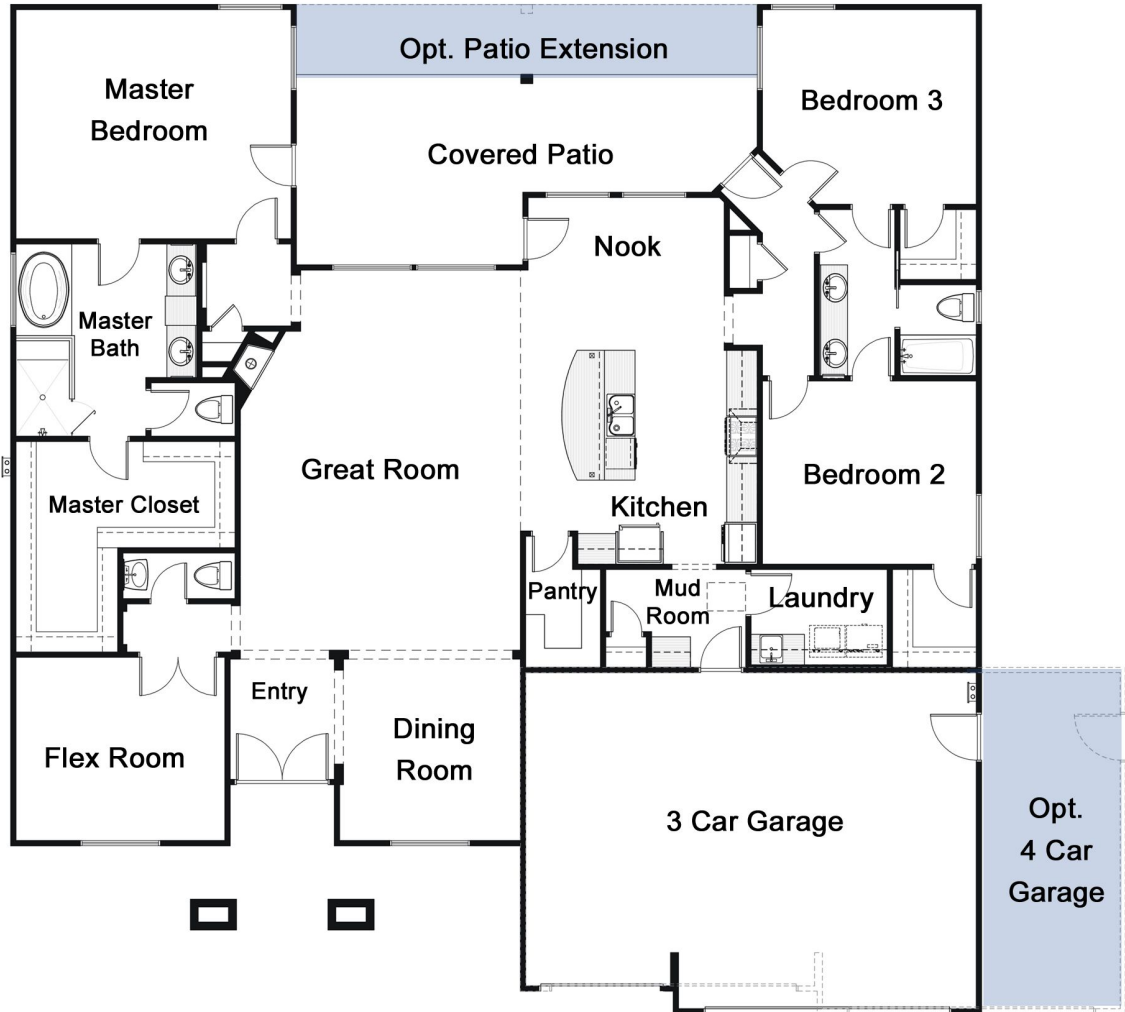 Opt. Patio Extension
Master
Bedroom
Bedroom 3
Covered Patio
Nook
Master
Bath
Great Room
Bedroom 2
Master Closet
Kitchen
Pantry
Mud
Room
Laundry
Entry
Flex Room
Dining
Room
3 Car Garage
Opt.
4 Car
Garage